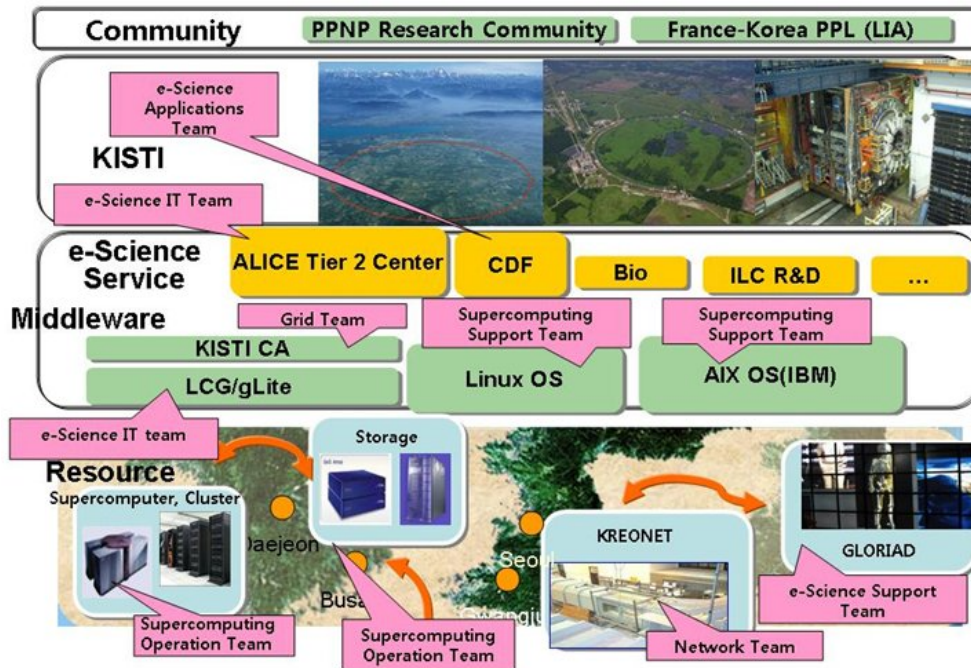 Community
PPNP Research Community
France-Korea PPL (LIA)
e-Science
Applications
Team
KISTI
e-Science IT Team
e-Science
Service
ALICE Tier 2 Center
CDF
Bio
ILC R&D
...
Middleware
Grid Team
Supercomputing
Support Team
Supercomputing
Support Team
KISTI CA
LCG/gLite
Linux OS
AIX OS(IBM)
e-Science IT team
Resource
Storage
Supercomputer, Cluster
Daejeon
Seoul
KREONET
GLORIAD
Supercomputing
Operation Team
Supercomputing
Operation Team
Network Team
e-Science Support
Team